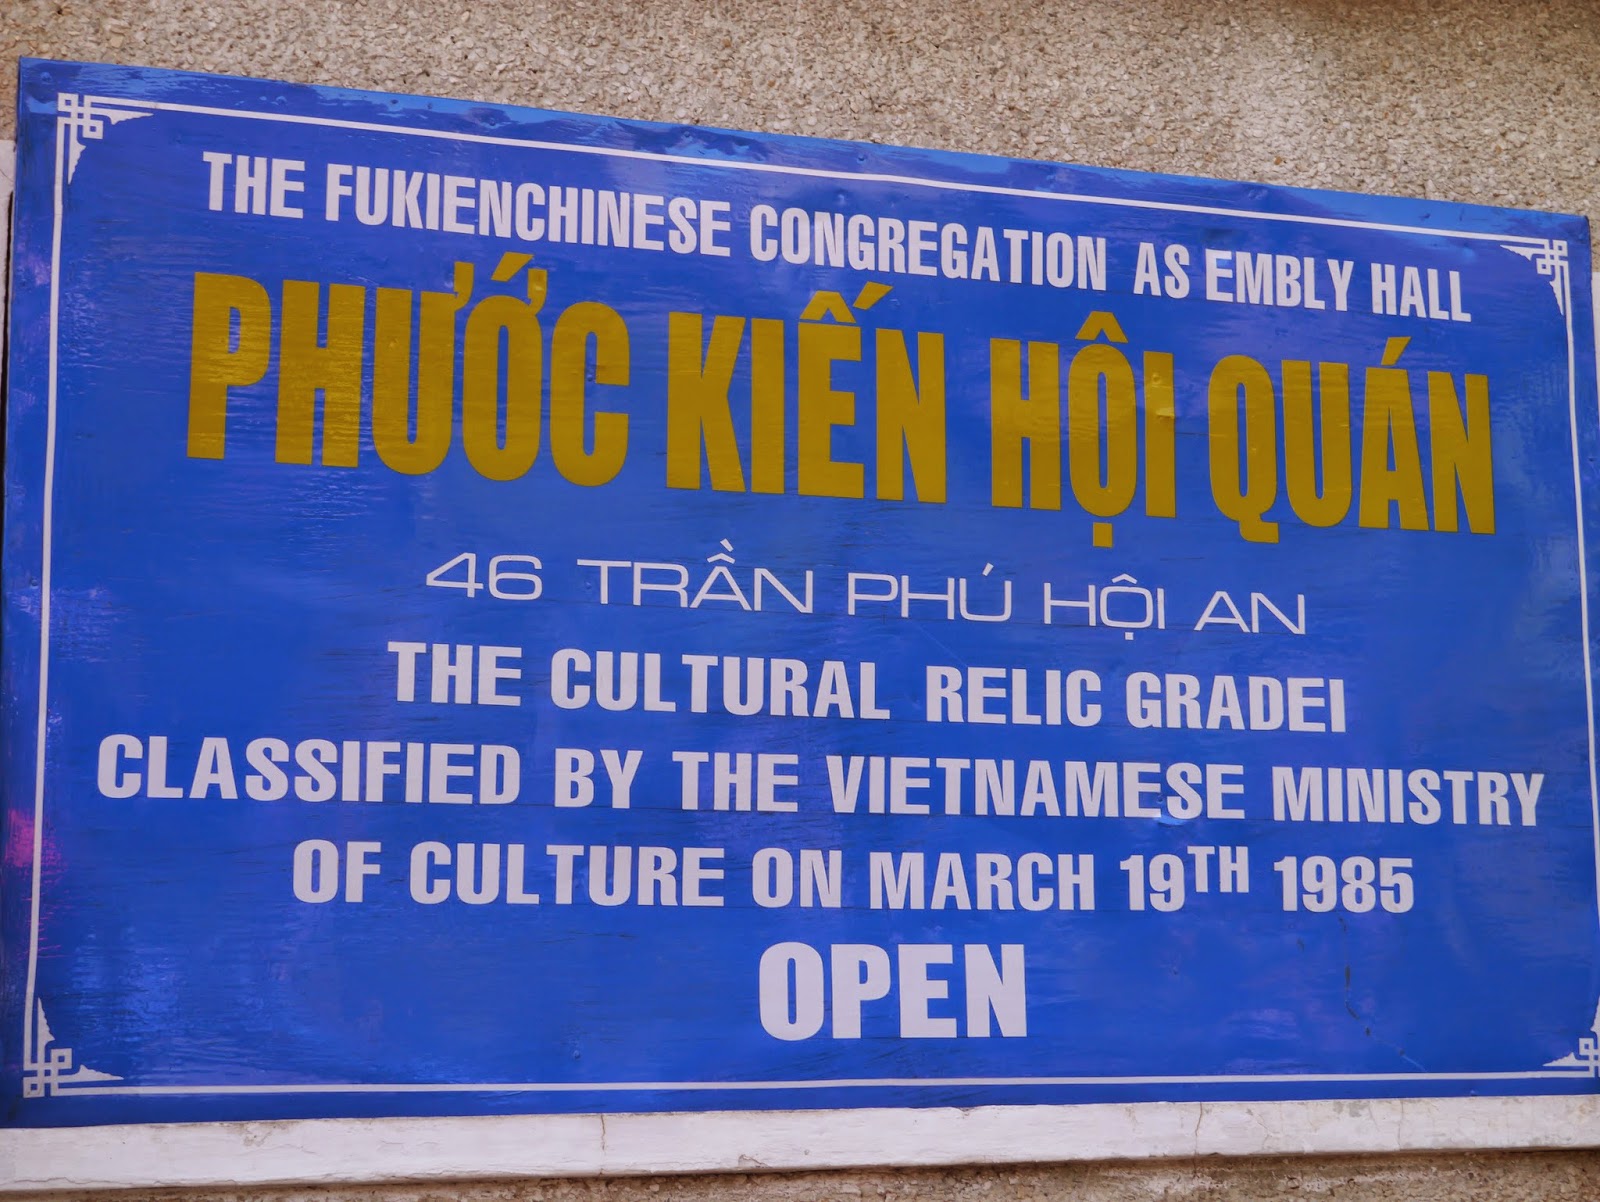 THE FUKIENCHINESE CONGREGATION AS EMBLY HALL
PHƯỚC KIẾN HỘI QUÁN
46 TRẦN PHÚ HỘI AN
THE CULTURAL RELIC GRADEI
CLASSIFIED BY THE VIETNAMESE MINISTRY
OF CULTURE ON MARCH 19TH 1985
OPEN